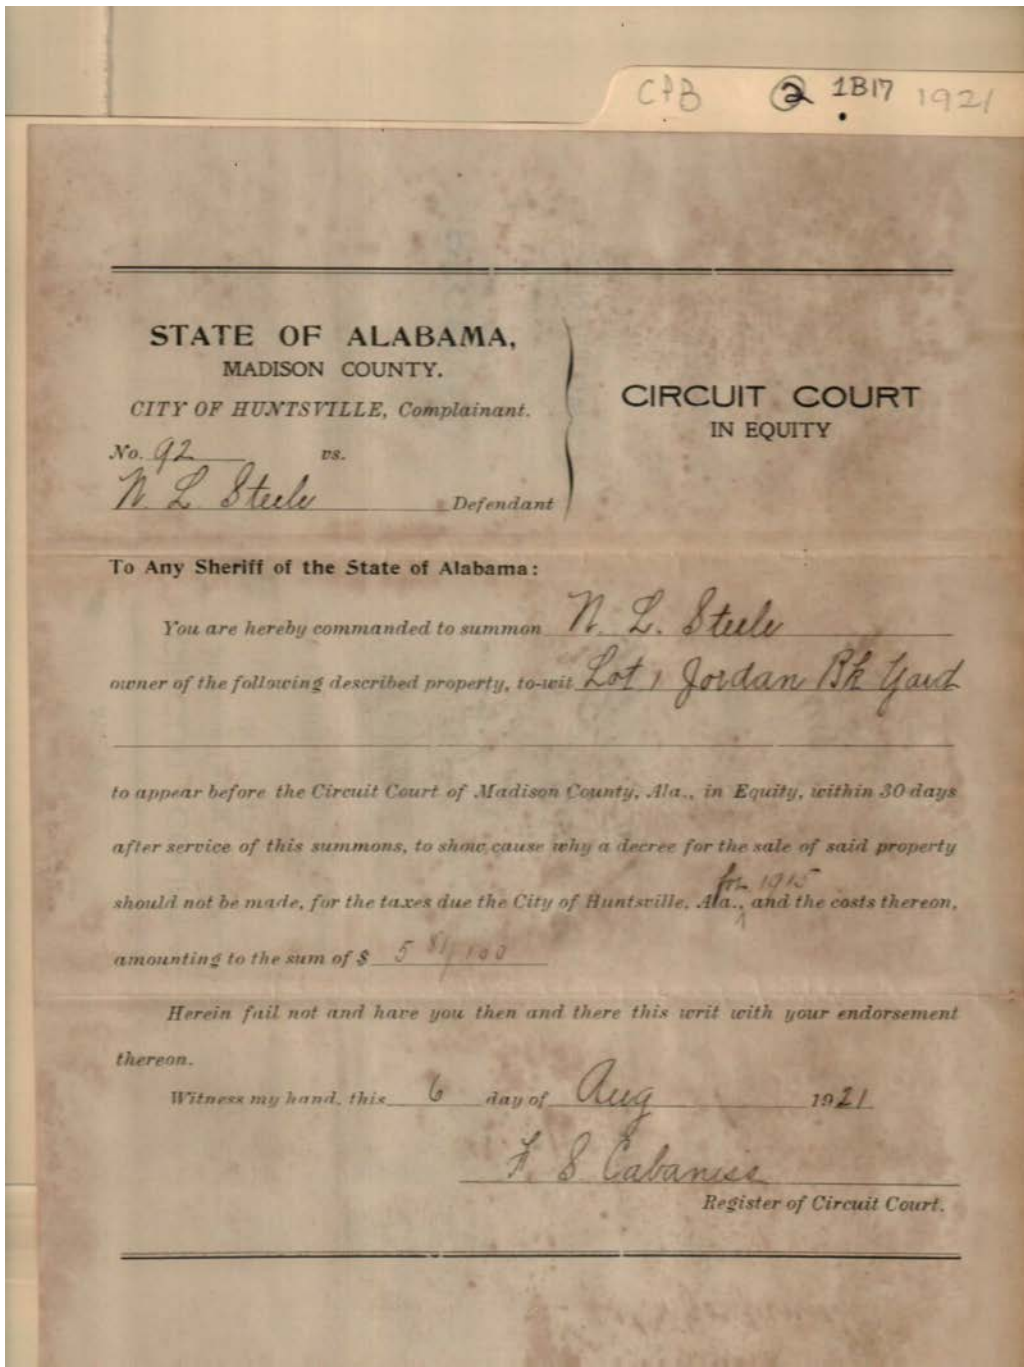 CPB ② 1B17 1921
STATE OF ALABAMA,
MADISON COUNTY.
CITY OF HUNTSVILLE, Complainant.
No. 92 vs.
N. L. Steele Defendant
CIRCUIT COURT
IN EQUITY
To Any Sheriff of the State of Alabama:
You are hereby commanded to summon N. L. Steele
owner of the following described property, to-wit Lot 1 Jordan Bk Yard
to appear before the Circuit Court of Madison County, Ala., in Equity, within 30 days
after service of this summons, to show cause why a decree for the sale of said property
for 1915
should not be made, for the taxes due the City of Huntsville, Ala., and the costs thereon,
amounting to the sum of $ 5 81/100
Herein fail not and have you then and there this writ with your endorsement
thereon.
Witness my hand, this 6 day of Aug 1921
F. S. Cabaniss
Register of Circuit Court.